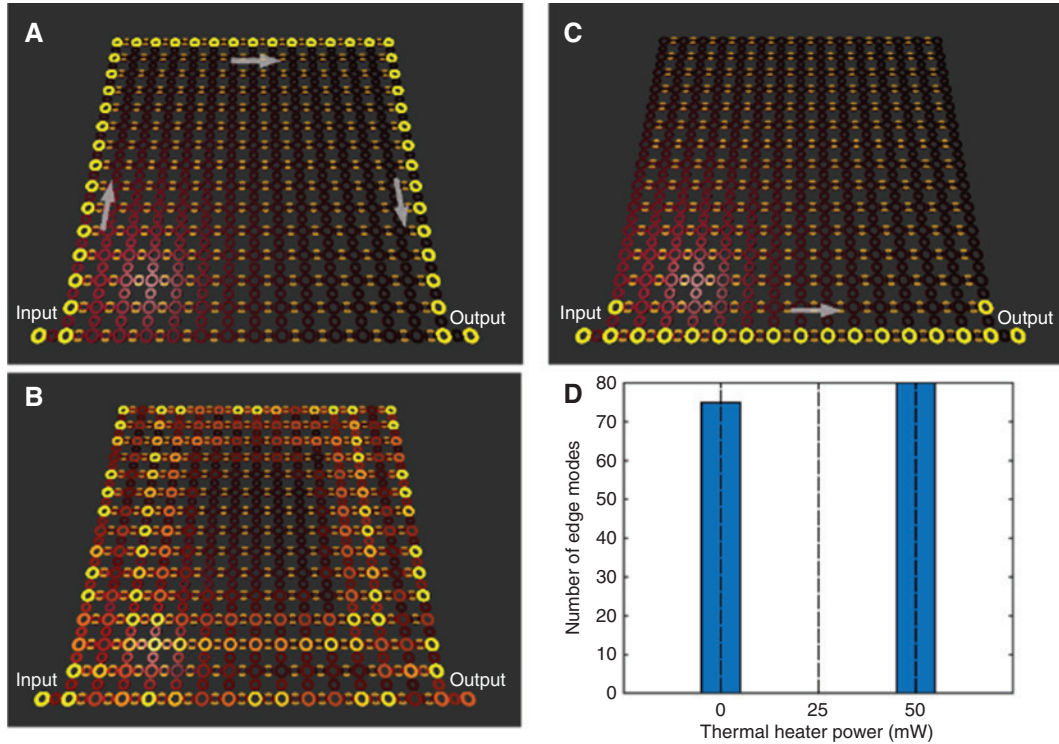 A
Input
Output
B
Input
Output
C
Input
Output
D
Number of edge modes
80
70
60
50
40
30
20
10
0
0
25
50
Thermal heater power (mW)